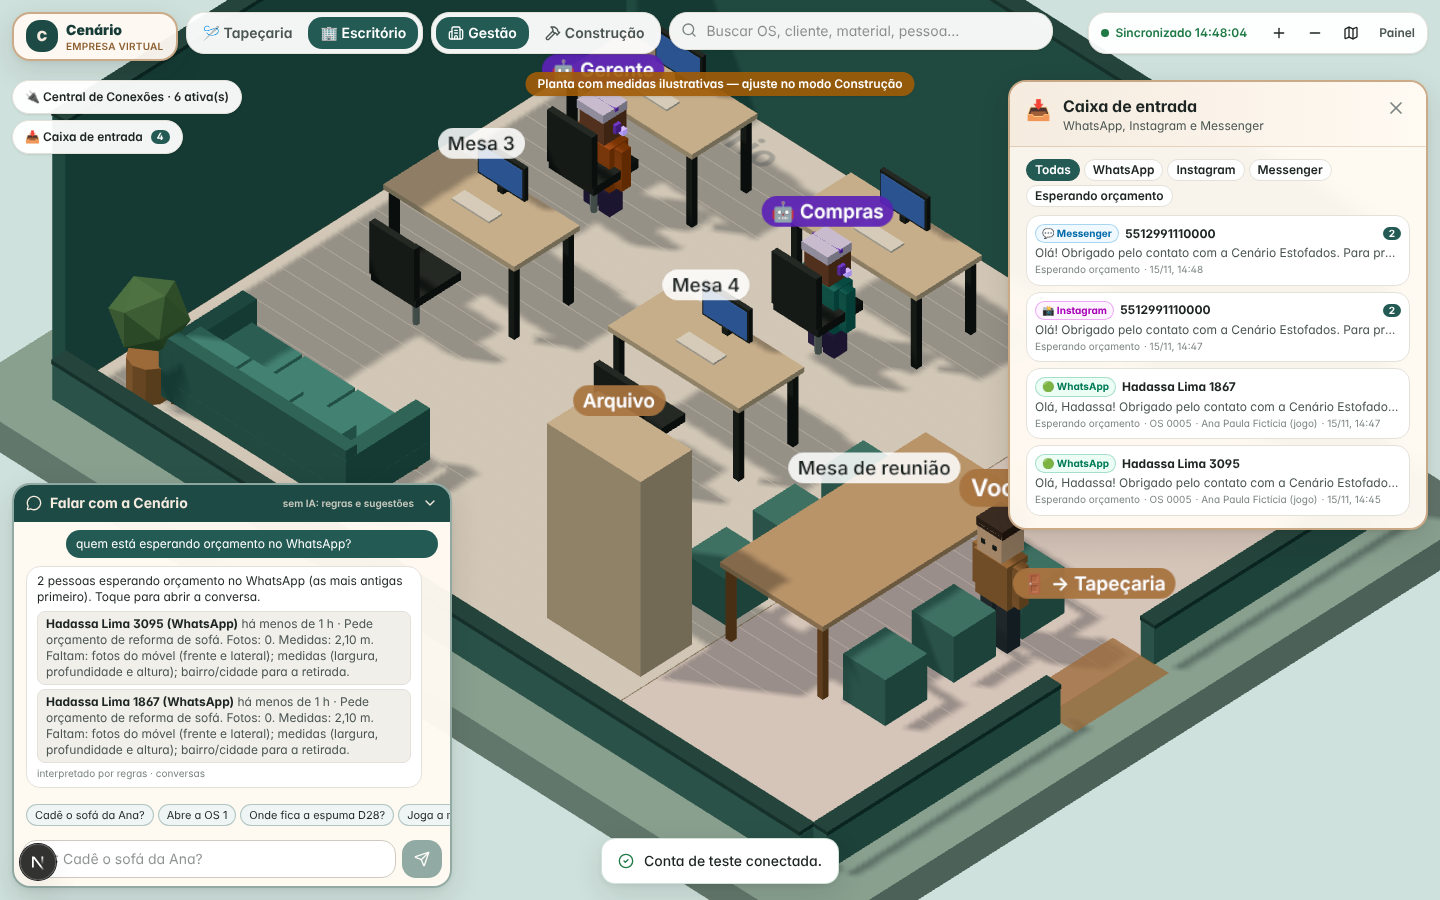 C
Cenário
EMPRESA VIRTUAL
Tapeçaria
Escritório
Gestão
Construção
Buscar OS, cliente, material, pessoa...
Sincronizado 14:48:04
Painel
Central de Conexões · 6 ativa(s)
Caixa de entrada 4
Gerente
Planta com medidas ilustrativas — ajuste no modo Construção
Mesa 3
Compras
Mesa 4
Arquivo
Mesa de reunião
→ Tapeçaria
Caixa de entrada
WhatsApp, Instagram e Messenger
Todas
WhatsApp
Instagram
Messenger
Esperando orçamento
Messenger 5512991110000 2
Olá! Obrigado pelo contato com a Cenário Estofados. Para pr...
Esperando orçamento · 15/11, 14:48
Instagram 5512991110000 2
Olá! Obrigado pelo contato com a Cenário Estofados. Para pr...
Esperando orçamento · 15/11, 14:47
WhatsApp Hadassa Lima 1867
Olá, Hadassa! Obrigado pelo contato com a Cenário Estofado...
Esperando orçamento · OS 0005 · Ana Paula Fictícia (jogo) · 15/11, 14:47
WhatsApp Hadassa Lima 3095
Olá, Hadassa! Obrigado pelo contato com a Cenário Estofado...
Esperando orçamento · OS 0005 · Ana Paula Fictícia (jogo) · 15/11, 14:45
Falar com a Cenário
sem IA: regras e sugestões
quem está esperando orçamento no WhatsApp?
2 pessoas esperando orçamento no WhatsApp (as mais antigas
primeiro). Toque para abrir a conversa.
Hadassa Lima 3095 (WhatsApp) há menos de 1 h · Pede
orçamento de reforma de sofá. Fotos: 0. Medidas: 2,10 m.
Faltam: fotos do móvel (frente e lateral); medidas (largura,
profundidade e altura); bairro/cidade para a retirada.
Hadassa Lima 1867 (WhatsApp) há menos de 1 h · Pede
orçamento de reforma de sofá. Fotos: 0. Medidas: 2,10 m.
Faltam: fotos do móvel (frente e lateral); medidas (largura,
profundidade e altura); bairro/cidade para a retirada.
interpretado por regras · conversas
Cadê o sofá da Ana?
Abre a OS 1
Onde fica a espuma D28?
Joga a
N
Cadê o sofá da Ana?
Conta de teste conectada.